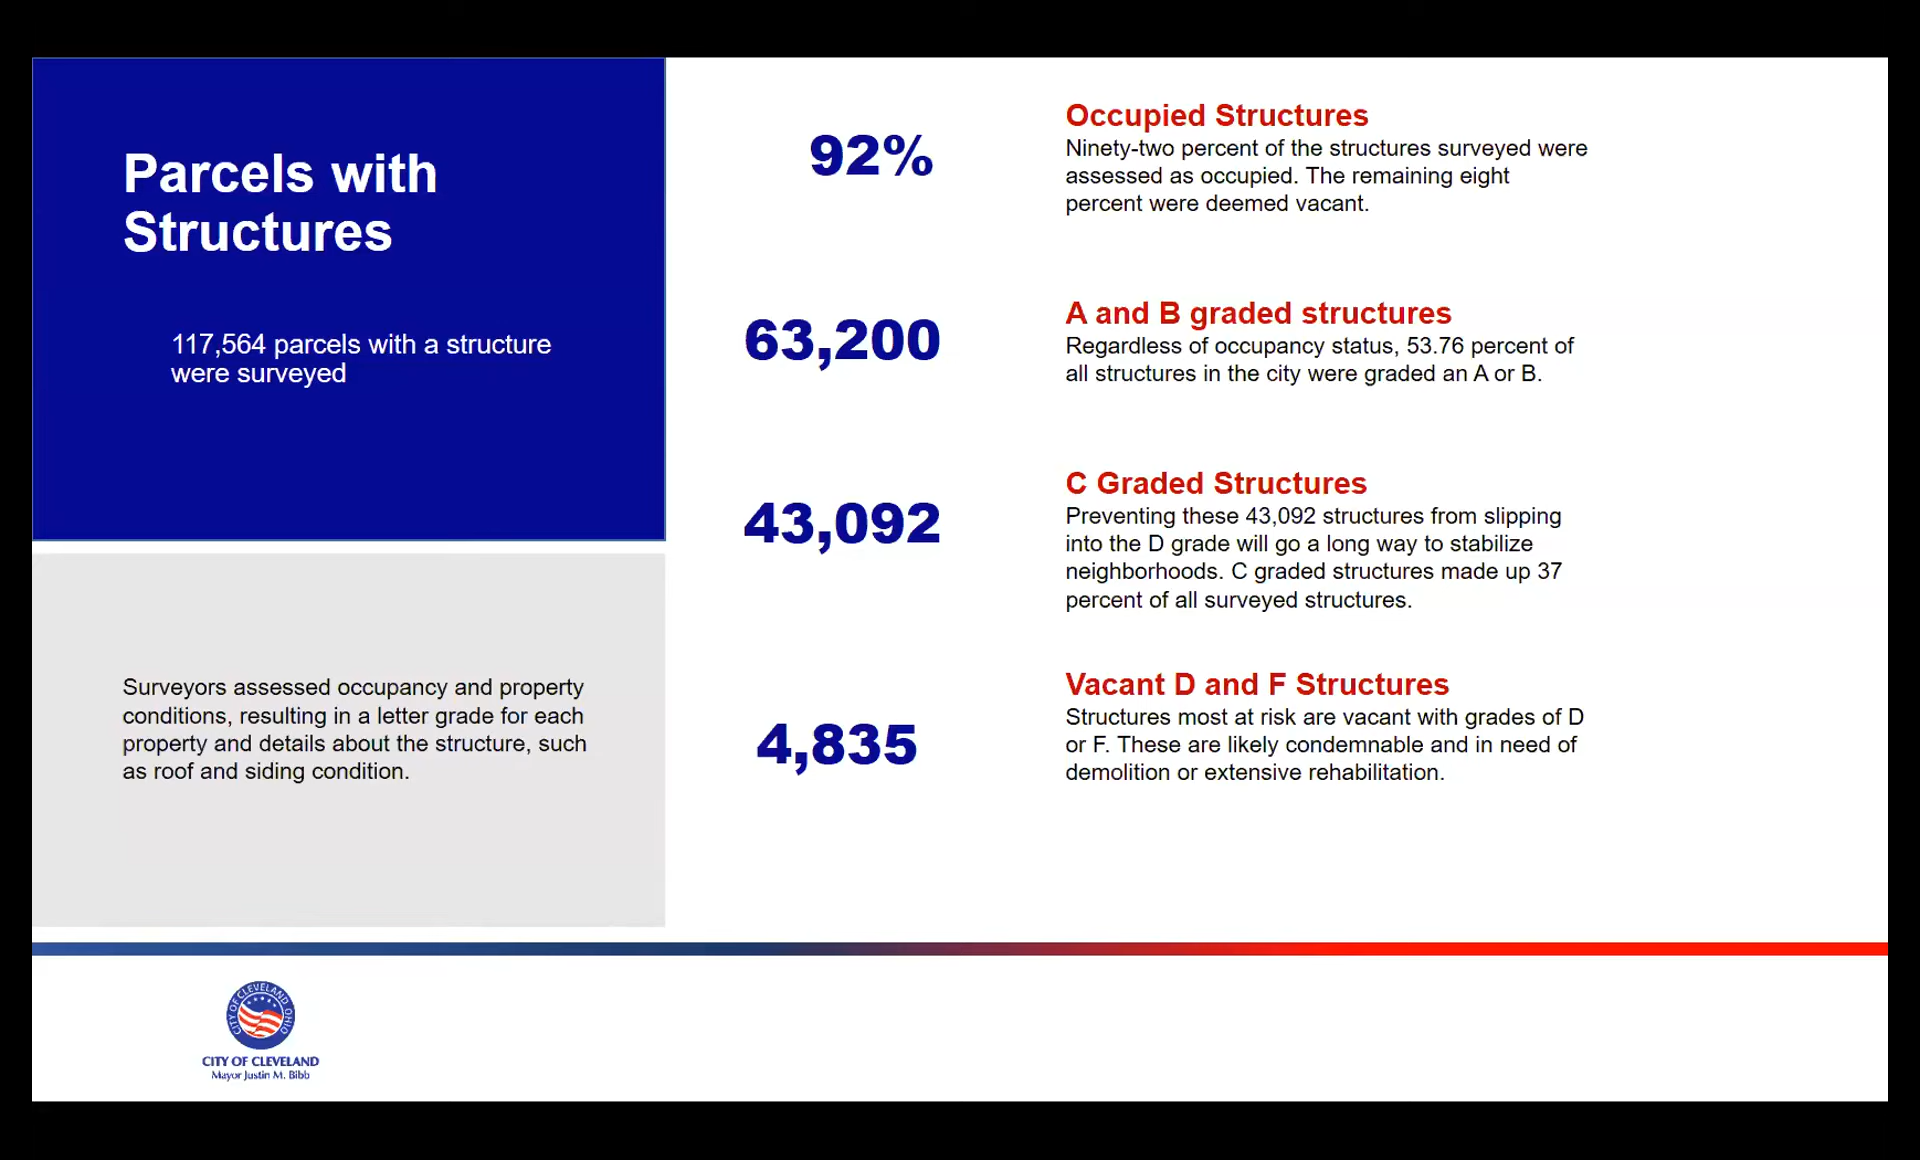 Parcels with
Structures
117,564 parcels with a structure
were surveyed
Surveyors assessed occupancy and property
conditions, resulting in a letter grade for each
property and details about the structure, such
as roof and siding condition.
92%
Occupied Structures
Ninety-two percent of the structures surveyed were
assessed as occupied. The remaining eight
percent were deemed vacant.
63,200
A and B graded structures
Regardless of occupancy status, 53.76 percent of
all structures in the city were graded an A or B.
43,092
C Graded Structures
Preventing these 43,092 structures from slipping
into the D grade will go a long way to stabilize
neighborhoods. C graded structures made up 37
percent of all surveyed structures.
4,835
Vacant D and F Structures
Structures most at risk are vacant with grades of D
or F. These are likely condemnable and in need of
demolition or extensive rehabilitation.
CITY OF CLEVELAND OHIO
CITY OF CLEVELAND
Mayor Justin M. Bibb